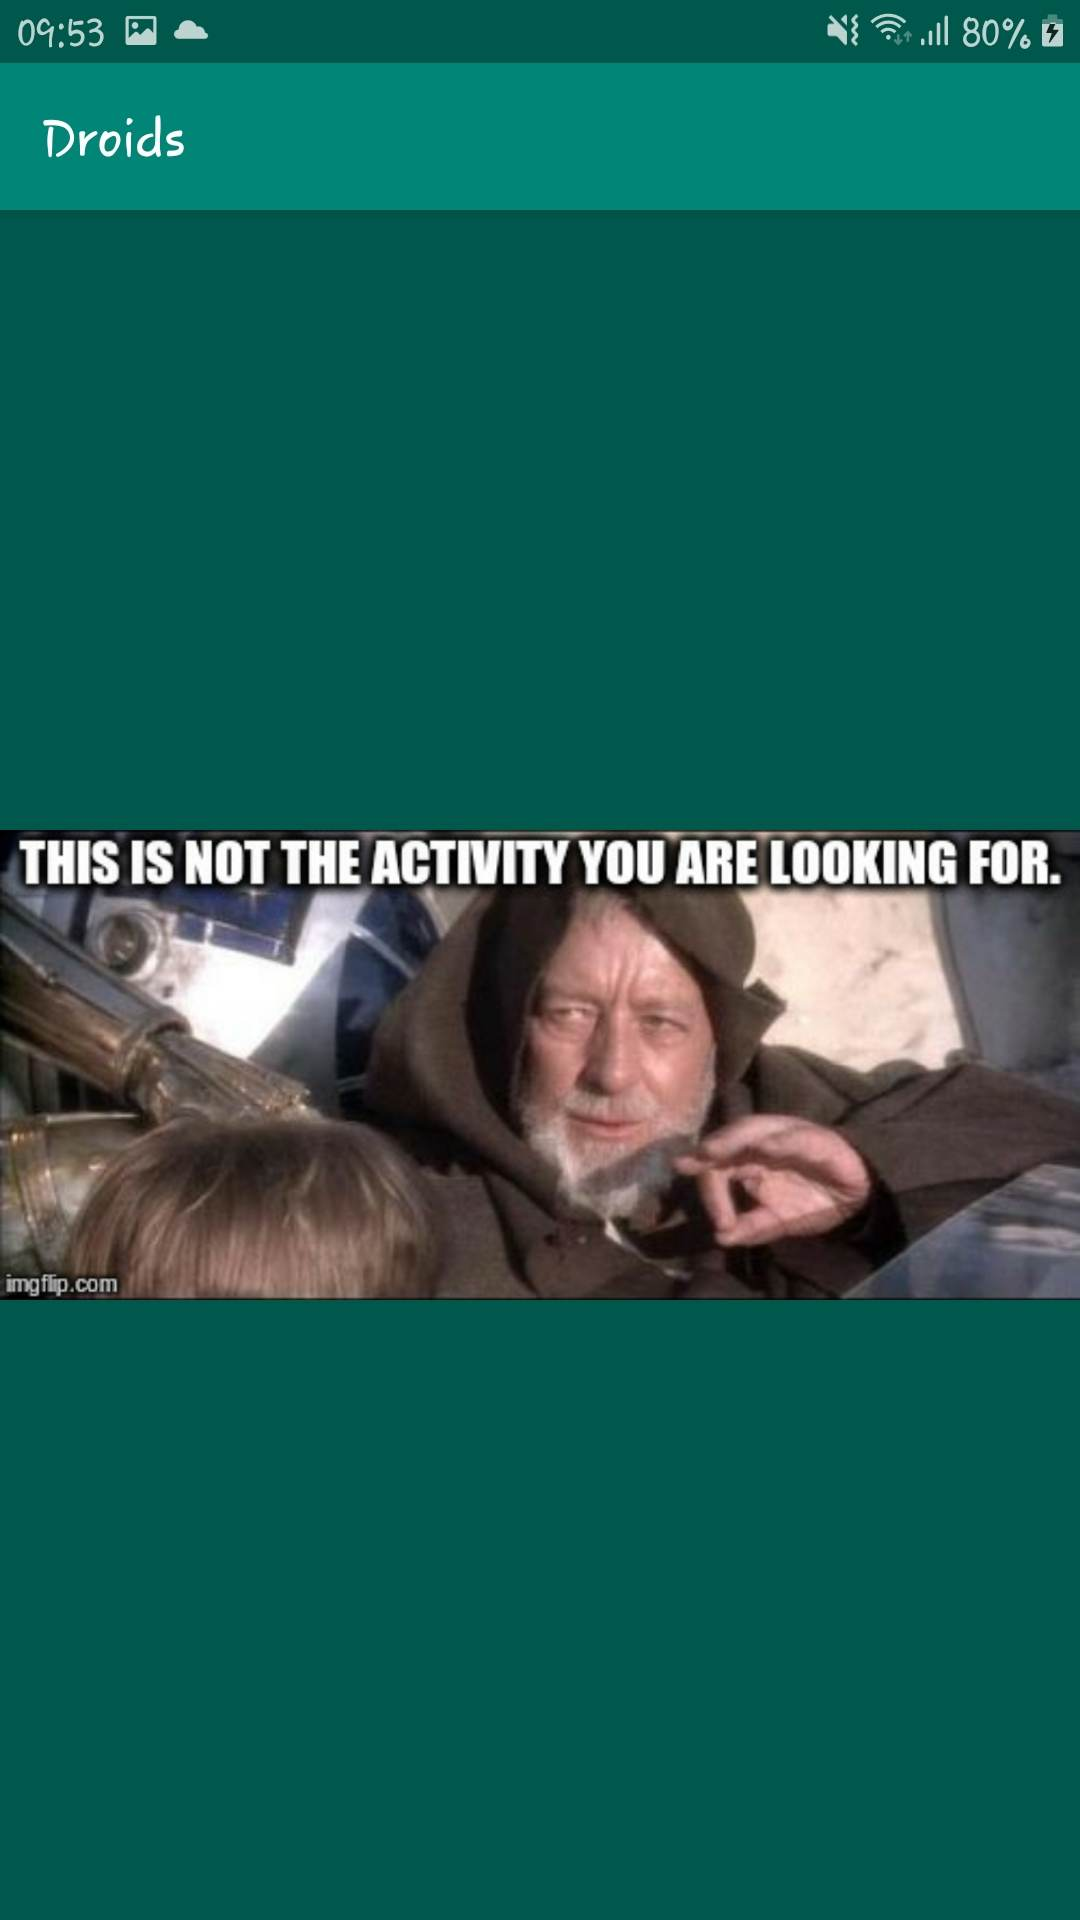 09:53
80%
Droids
THIS IS NOT THE ACTIVITY YOU ARE LOOKING FOR.
imgflip.com